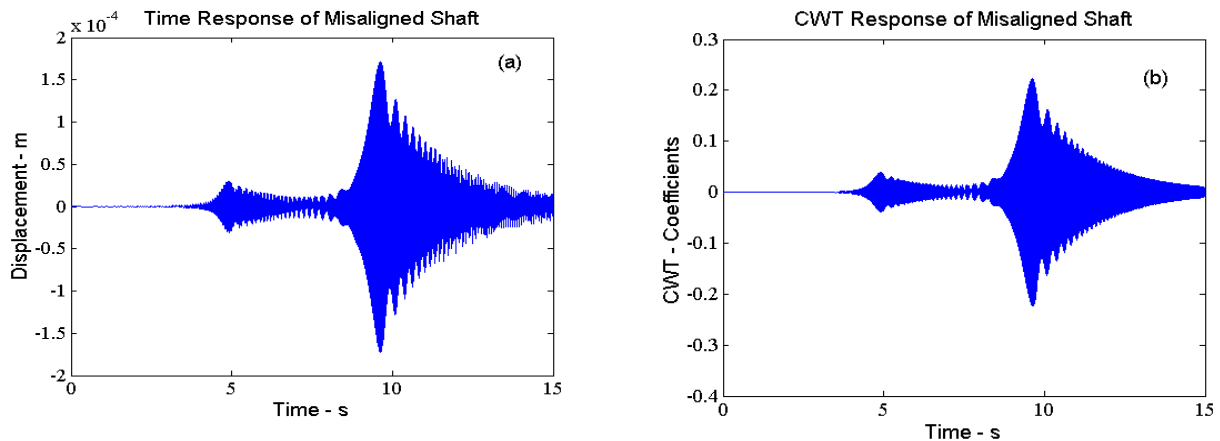 Time Response of Misaligned Shaft
x 10-4
2
1.5
1
0.5
0
-0.5
-1
-1.5
-2
Displacement - m
(a)
0 5 10 15
Time - s
CWT Response of Misaligned Shaft
0.3
0.2
0.1
0
-0.1
-0.2
-0.3
-0.4
CWT - Coefficients
(b)
0 5 10 15
Time - s